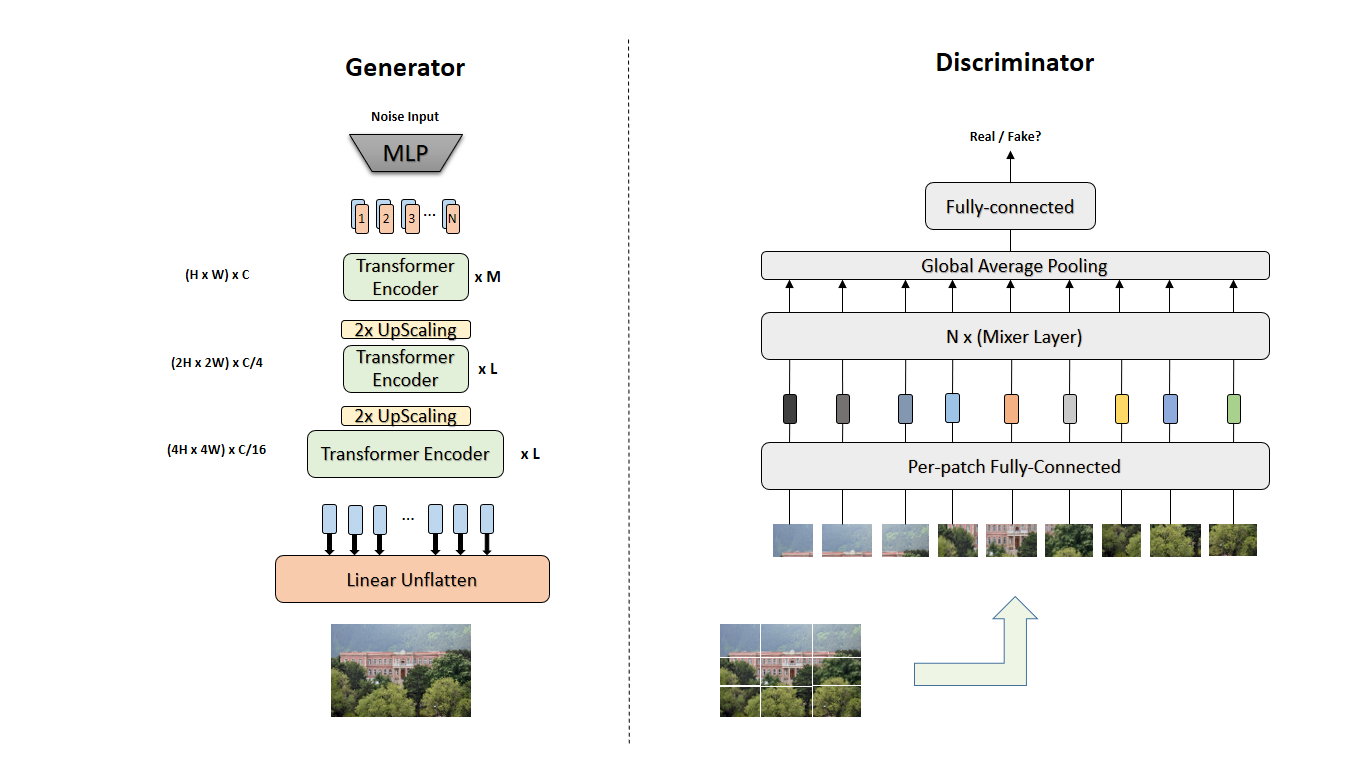 Generator
Noise Input
MLP
1 2 3 ... N
(H x W) x C
Transformer
Encoder
x M
2x UpScaling
(2H x 2W) x C/4
Transformer
Encoder
x L
2x UpScaling
(4H x 4W) x C/16
Transformer Encoder
x L
...
Linear Unflatten
Discriminator
Real / Fake?
Fully-connected
Global Average Pooling
N x (Mixer Layer)
Per-patch Fully-Connected